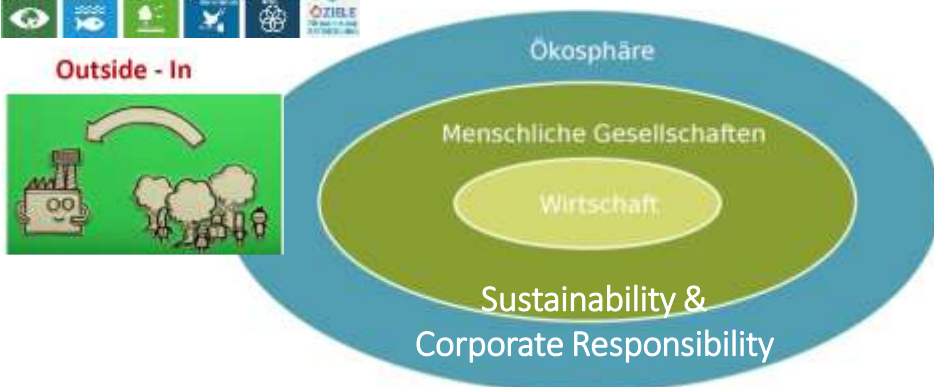 ZIELE
Outside - In
Ökosphäre
Menschliche Gesellschaften
Wirtschaft
Sustainability &
Corporate Responsibility